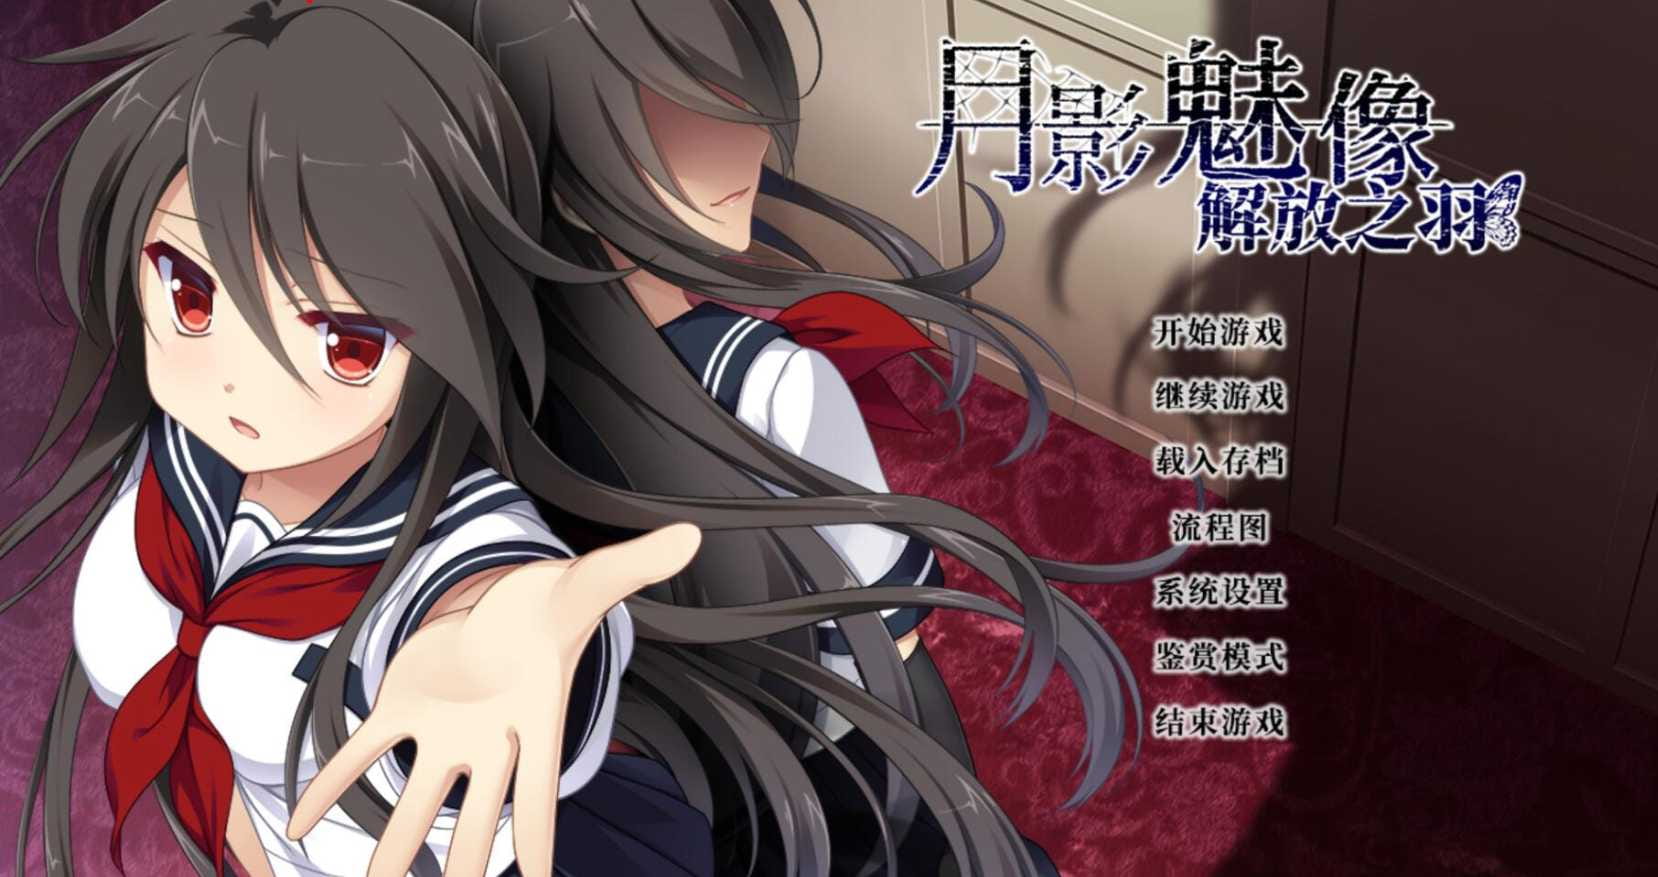 月影魅像
解放之羽
开始游戏
继续游戏
载入存档
流程图
系统设置
鉴赏模式
结束游戏